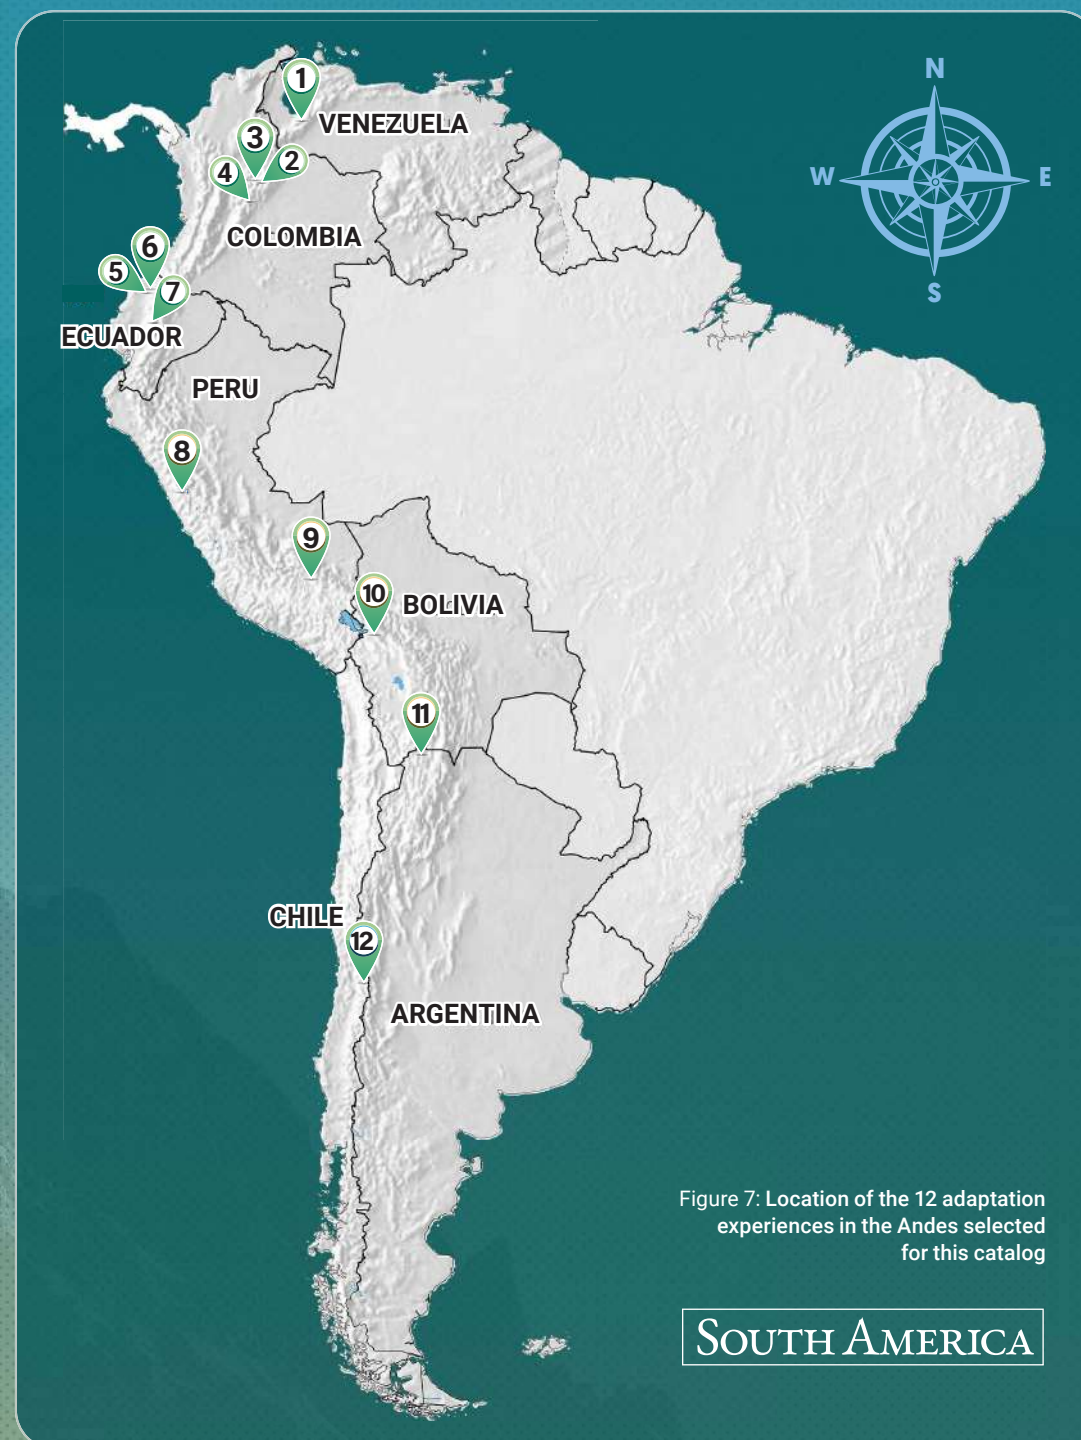 N
W
E
S
1
VENEZUELA
3
2
4
COLOMBIA
6
5
7
ECUADOR
PERU
8
9
10
BOLIVIA
11
CHILE
12
ARGENTINA
Figure 7: Location of the 12 adaptation
experiences in the Andes selected
for this catalog
SOUTH AMERICA